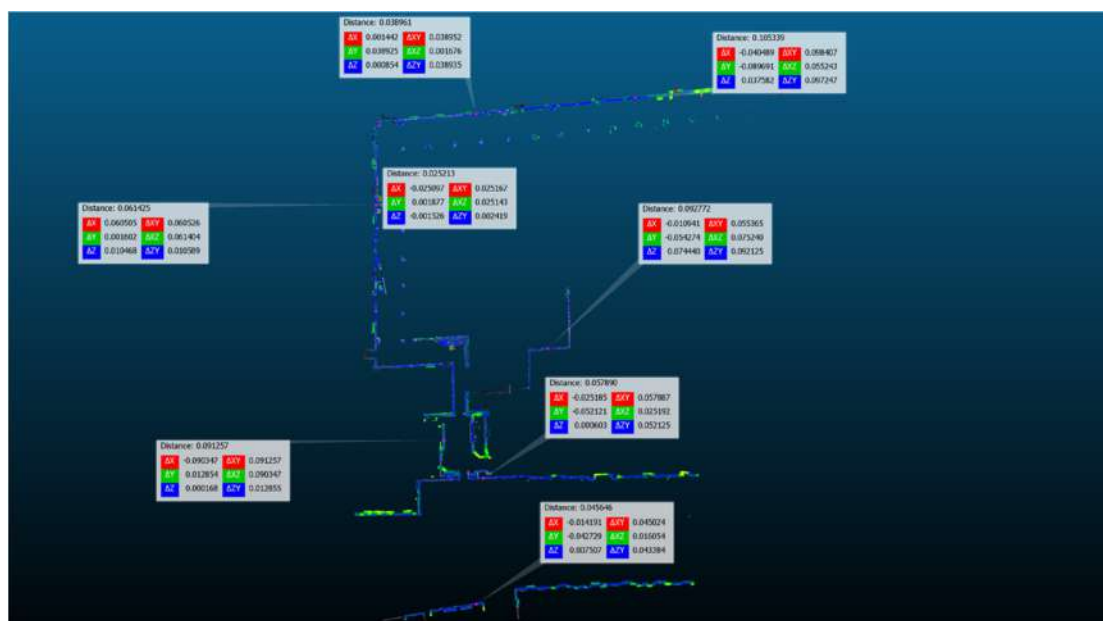 Distance: 0.038961
ΔX 0.001442 ΔXY 0.038952
ΔY 0.038925 ΔXZ 0.001676
ΔZ 0.000854 ΔZY 0.038935
Distance: 0.105339
ΔX -0.040489 ΔXY 0.098407
ΔY -0.089691 ΔXZ 0.055243
ΔZ 0.037582 ΔZY 0.097247
Distance: 0.025213
ΔX -0.025097 ΔXY 0.025167
ΔY 0.001877 ΔXZ 0.025143
ΔZ -0.001526 ΔZY 0.002419
Distance: 0.061425
ΔX 0.060505 ΔXY 0.060526
ΔY 0.001602 ΔXZ 0.061404
ΔZ 0.010468 ΔZY 0.010589
Distance: 0.092772
ΔX -0.010941 ΔXY 0.055365
ΔY -0.054274 ΔXZ 0.075240
ΔZ -0.074440 ΔZY 0.092125
Distance: 0.057890
ΔX -0.025185 ΔXY 0.057887
ΔY -0.052121 ΔXZ 0.025192
ΔZ 0.000603 ΔZY 0.052125
Distance: 0.091257
ΔX -0.090347 ΔXY 0.091257
ΔY 0.012854 ΔXZ 0.090347
ΔZ 0.000168 ΔZY 0.012855
Distance: 0.045646
ΔX -0.014191 ΔXY 0.045024
ΔY -0.042729 ΔXZ 0.016054
ΔZ 0.007507 ΔZY 0.043384